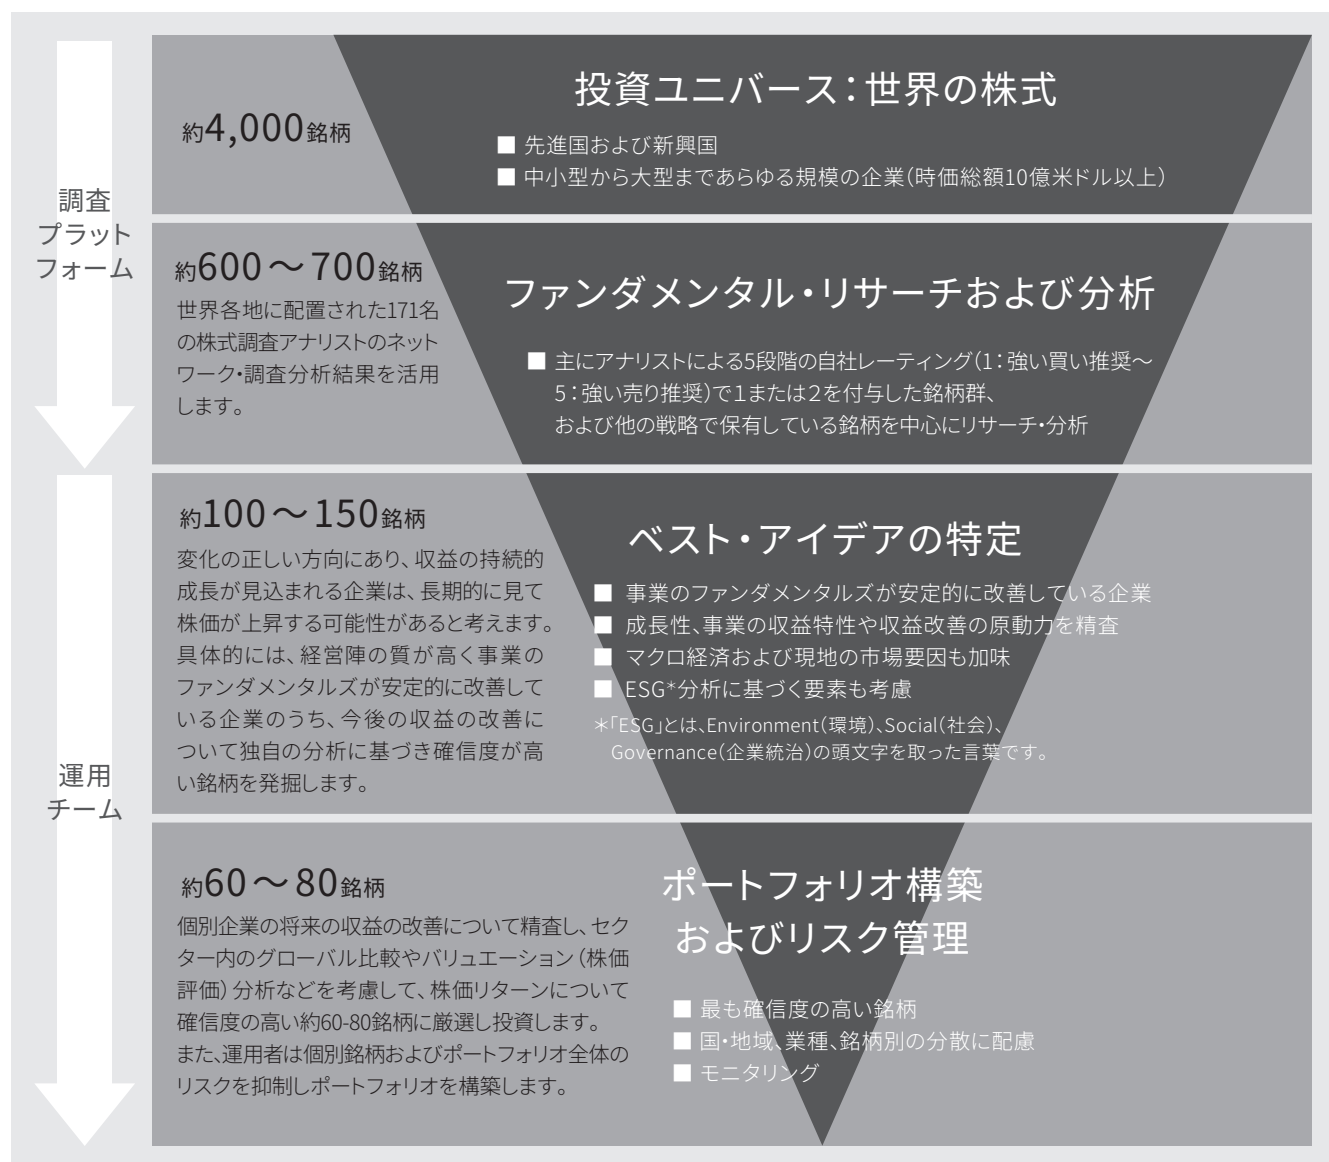 調査
プラット
フォーム
約4,000銘柄
投資ユニバース：世界の株式
■ 先進国および新興国
■ 中小型から大型まであらゆる規模の企業（時価総額10億米ドル以上）
約600～700銘柄
世界各地に配置された171名
の株式調査アナリストのネット
ワーク・調査分析結果を活用
します。
ファンダメンタル・リサーチおよび分析
■ 主にアナリストによる5段階の自社レーティング（1：強い買い推奨～
5：強い売り推奨）で1または2を付与した銘柄群、
および他の戦略で保有している銘柄を中心にリサーチ・分析
運用
チーム
約100～150銘柄
変化の正しい方向にあり、収益の持続的
成長が見込まれる企業は、長期的に見て
株価が上昇する可能性があると考えます。
具体的には、経営陣の質が高く事業の
ファンダメンタルズが安定的に改善して
いる企業のうち、今後の収益の改善に
ついて独自の分析に基づき確信度が高
い銘柄を発掘します。
ベスト・アイデアの特定
■ 事業のファンダメンタルズが安定的に改善している企業
■ 成長性、事業の収益特性や収益改善の原動力を精査
■ マクロ経済および現地の市場要因も加味
■ ESG*分析に基づく要素も考慮
＊「ESG」とは、Environment（環境）、Social（社会）、
Governance（企業統治）の頭文字を取った言葉です。
約60～80銘柄
個別企業の将来の収益の改善について精査し、セク
ター内のグローバル比較やバリュエーション（株価
評価）分析などを考慮して、株価リターンについて
確信度の高い約60-80銘柄に厳選し投資します。
また、運用者は個別銘柄およびポートフォリオ全体の
リスクを抑制しポートフォリオを構築します。
ポートフォリオ構築
およびリスク管理
■ 最も確信度の高い銘柄
■ 国・地域、業種、銘柄別の分散に配慮
■ モニタリング